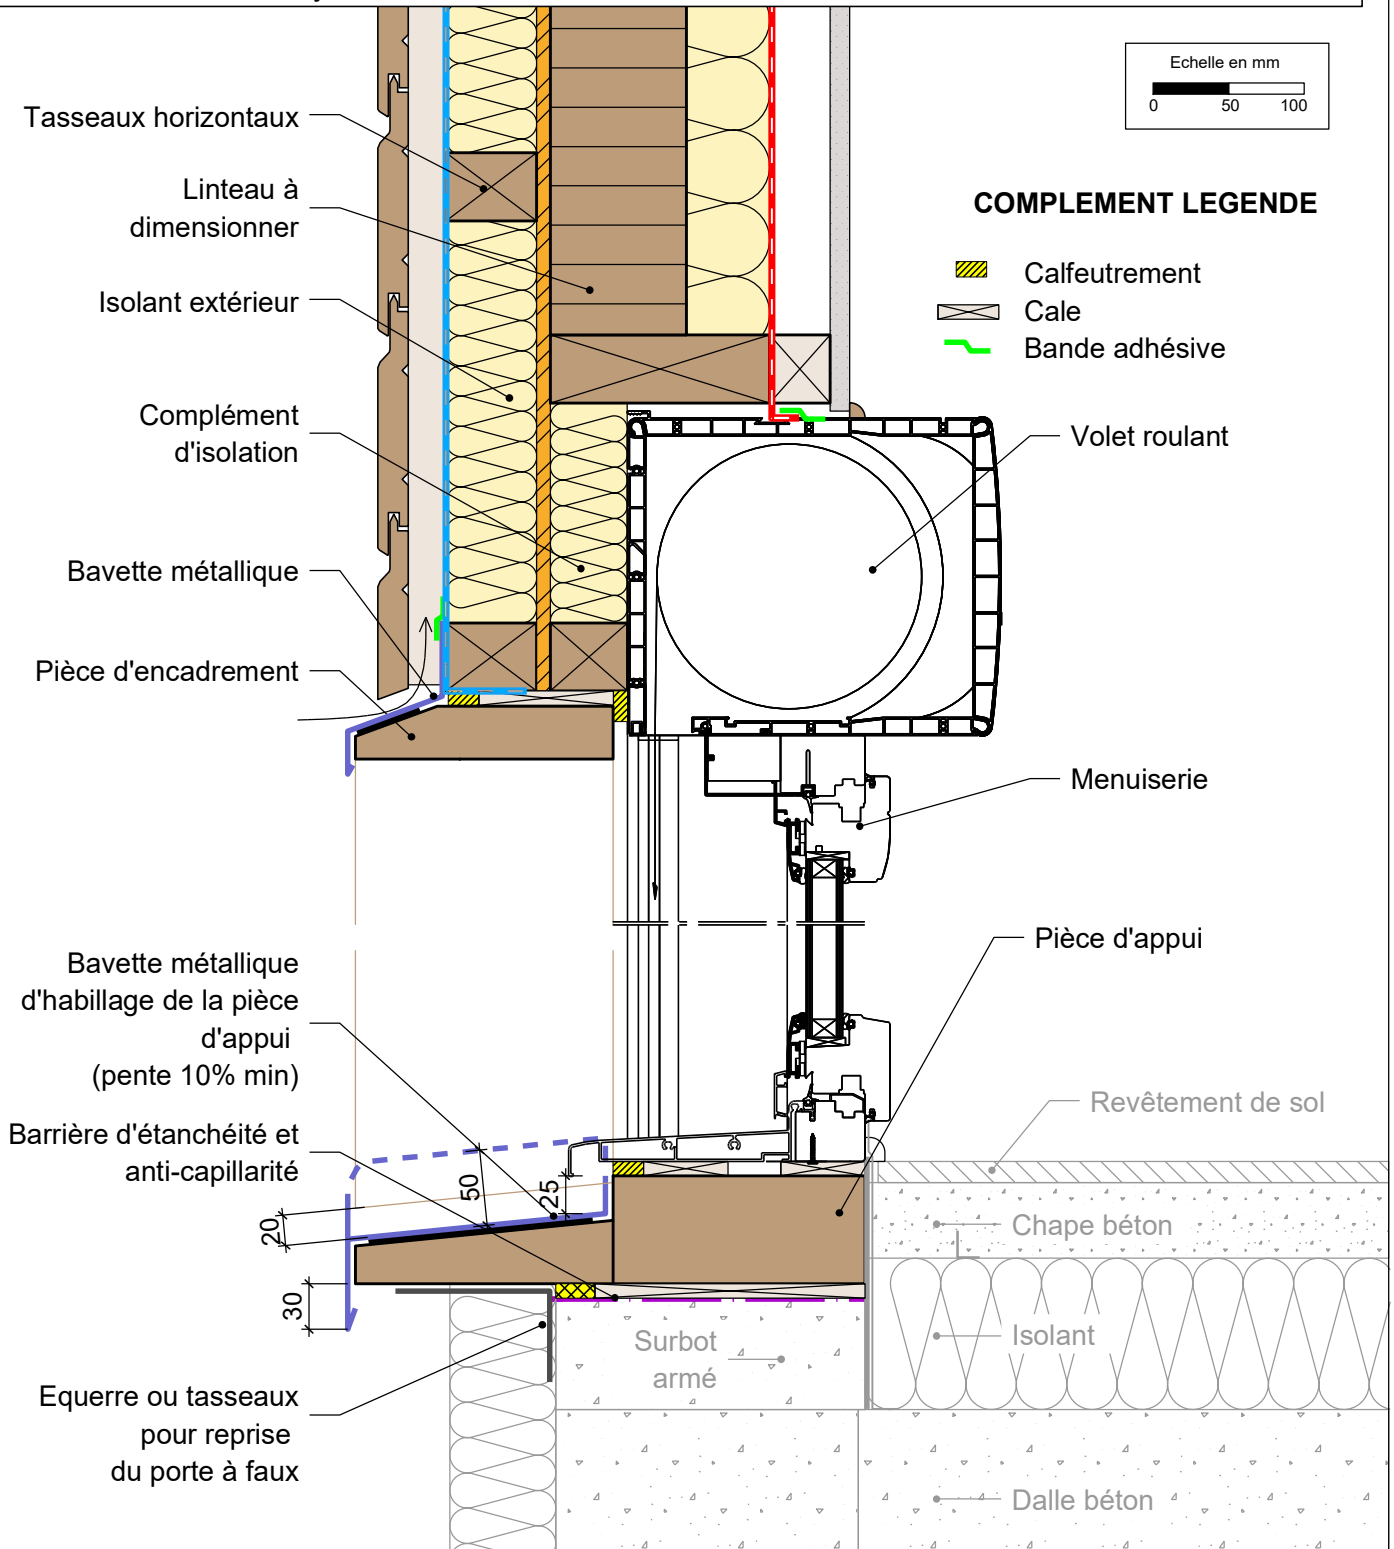 Echelle en mm
0 50 100
COMPLEMENT LEGENDE
Calfeutrement
Cale
Bande adhésive
Tasseaux horizontaux
Linteau à
dimensionner
Isolant extérieur
Complément
d'isolation
Bavette métallique
Pièce d'encadrement
Volet roulant
Menuiserie
Pièce d'appui
Bavette métallique
d'habillage de la pièce
d'appui
(pente 10% min)
Barrière d'étanchéité et
anti-capillarité
50
25
20
30
Revêtement de sol
Chape béton
Isolant
Surbot
armé
Dalle béton
Equerre ou tasseaux
pour reprise
du porte à faux